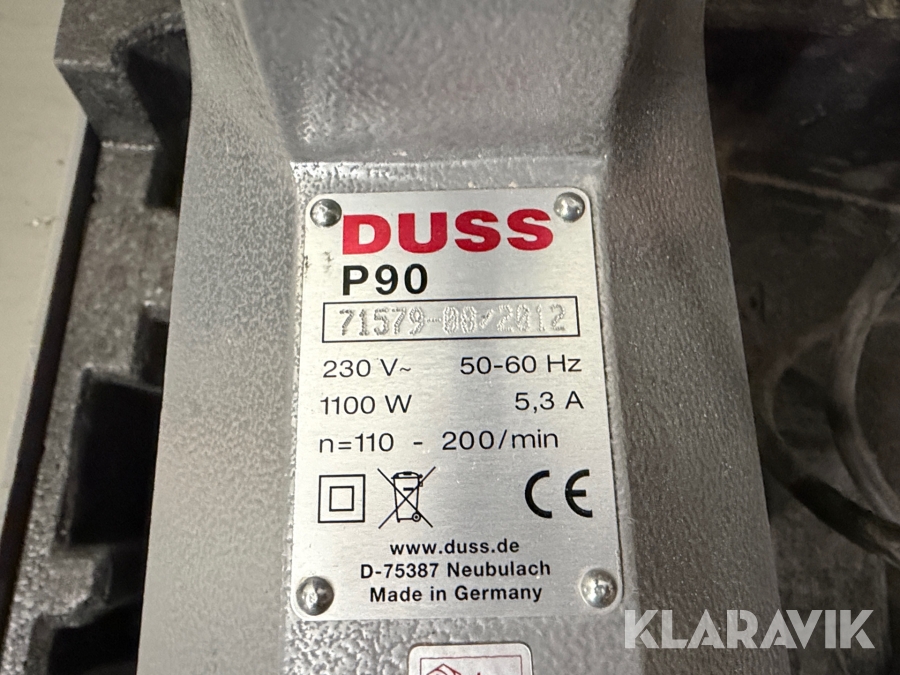 DUSS
P90
71579-08/2012
230 V~ 50-60 Hz
1100 W 5,3 A
n=110 - 200/min
CE
www.duss.de
D-75387 Neubulach
Made in Germany
KLARAVIK